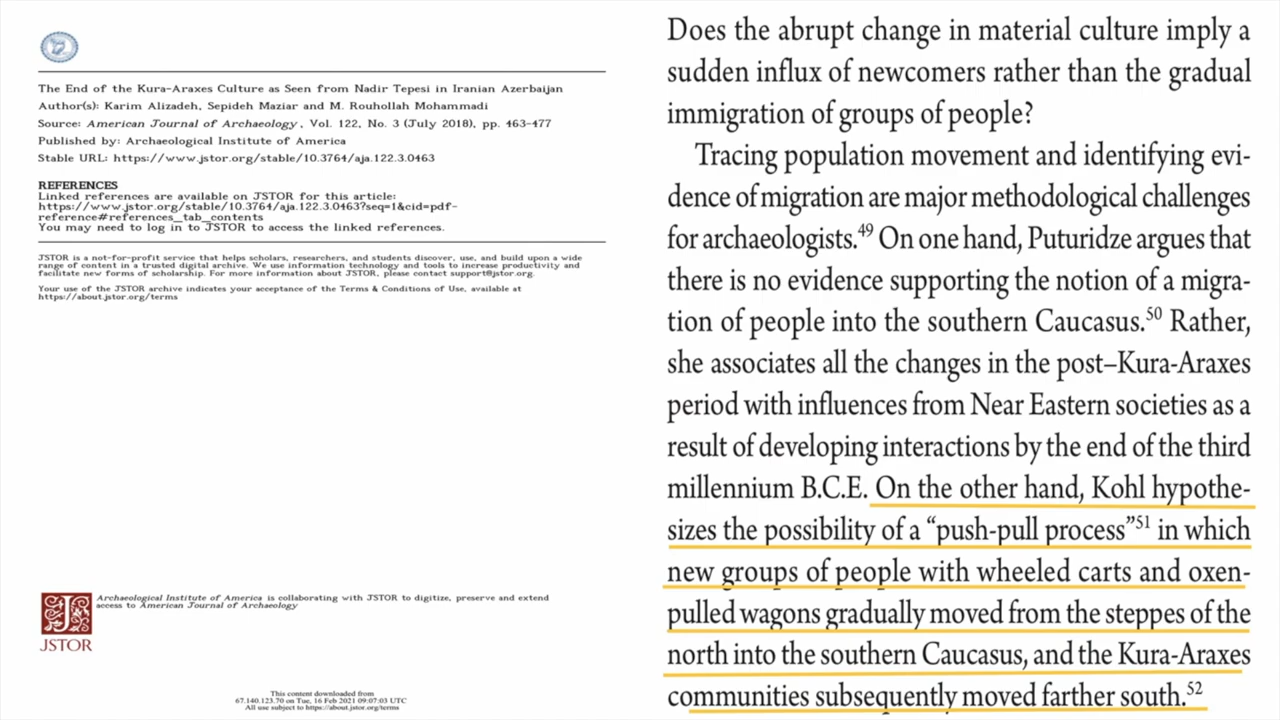 The End of the Kura-Araxes Culture as Seen from Nadir Tepesi in Iranian Azerbaijan
Author(s): Karim Alizadeh, Sepideh Maziar and M. Rouhollah Mohammadi
Source: American Journal of Archaeology, Vol. 122, No. 3 (July 2018), pp. 463-477
Published by: Archaeological Institute of America
Stable URL: https://www.jstor.org/stable/10.3764/aja.122.3.0463
REFERENCES
Linked references are available on JSTOR for this article:
https://www.jstor.org/stable/10.3764/aja.122.3.0463?seq=1&cid=pdf-
reference#references_tab_contents
You may need to log in to JSTOR to access the linked references.
JSTOR is a not-for-profit service that helps scholars, researchers, and students discover, use, and build upon a wide
range of content in a trusted digital archive. We use information technology and tools to increase productivity and
facilitate new forms of scholarship. For more information about JSTOR, please contact support@jstor.org.
Your use of the JSTOR archive indicates your acceptance of the Terms & Conditions of Use, available at
https://about.jstor.org/terms
Archaeological Institute of America is collaborating with JSTOR to digitize, preserve and extend
access to American Journal of Archaeology
JSTOR
This content downloaded from
67.140.123.70 on Tue, 16 Feb 2021 09:07:03 UTC
All use subject to https://about.jstor.org/terms
Does the abrupt change in material culture imply a
sudden influx of newcomers rather than the gradual
immigration of groups of people?
Tracing population movement and identifying evi-
dence of migration are major methodological challenges
for archaeologists.49 On one hand, Puturidze argues that
there is no evidence supporting the notion of a migra-
tion of people into the southern Caucasus.50 Rather,
she associates all the changes in the post–Kura-Araxes
period with influences from Near Eastern societies as a
result of developing interactions by the end of the third
millennium B.C.E. On the other hand, Kohl hypothe-
sizes the possibility of a “push-pull process”51 in which
new groups of people with wheeled carts and oxen-
pulled wagons gradually moved from the steppes of the
north into the southern Caucasus, and the Kura-Araxes
communities subsequently moved farther south.52